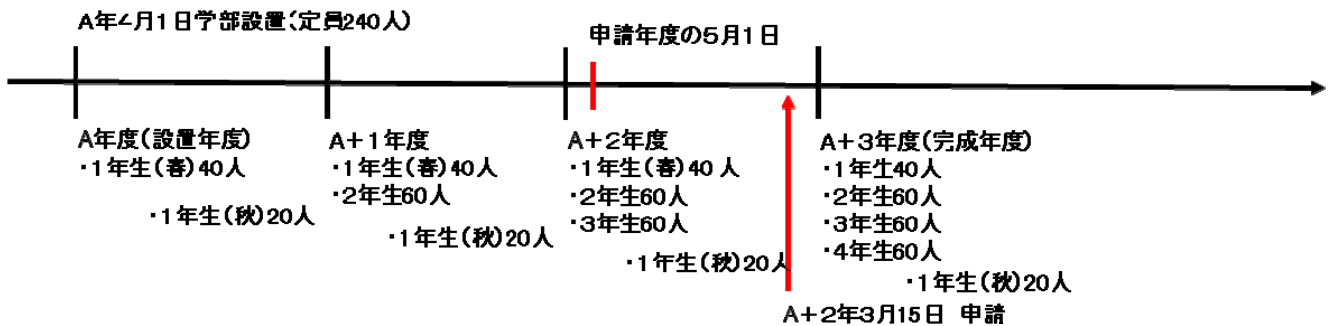 A年4月1日学部設置(定員240人)
申請年度の5月1日
A年度(設置年度)
・1年生(春)40人
・1年生(秋)20人
A+1年度
・1年生(春)40人
・2年生60人
・1年生(秋)20人
A+2年度
・1年生(春)40人
・2年生60人
・3年生60人
・1年生(秋)20人
A+3年度(完成年度)
・1年生40人
・2年生60人
・3年生60人
・4年生60人
・1年生(秋)20人
A+2年3月15日 申請